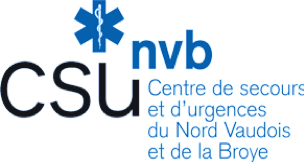 nvb
CSU
Centre de secours
et d'urgences
du Nord Vaudois
et de la Broye